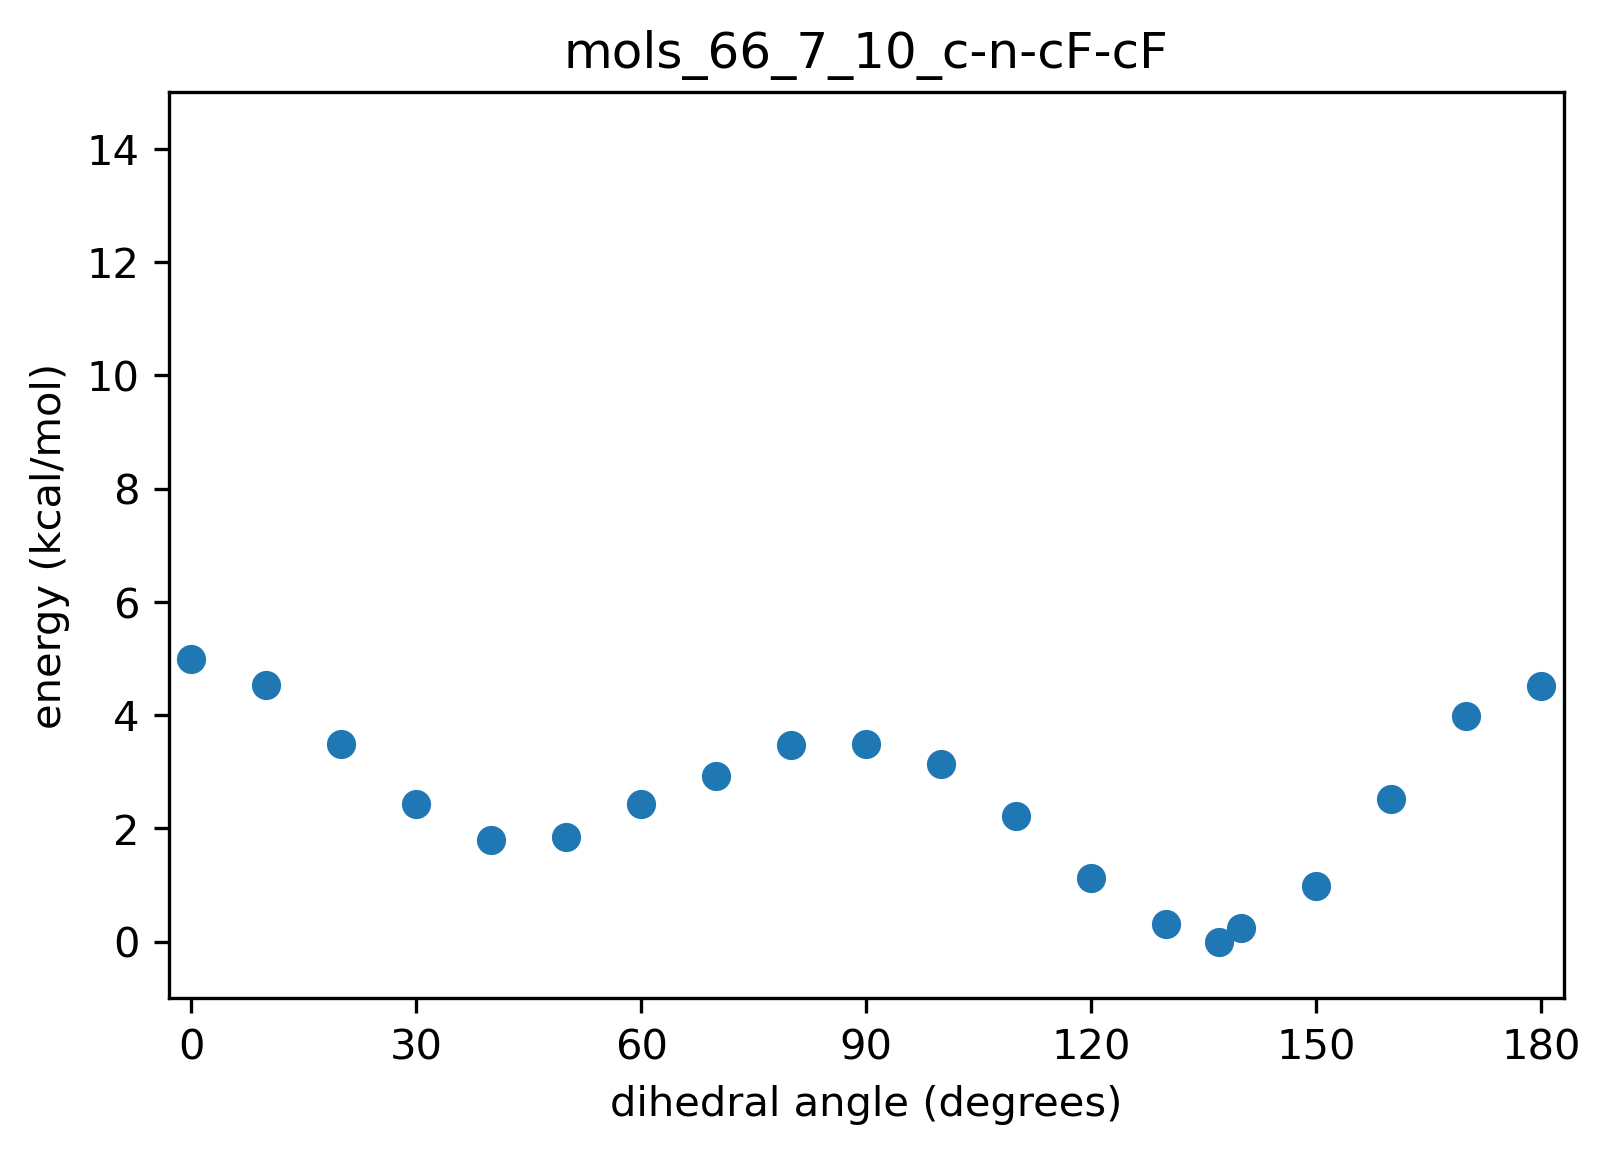 mols_66_7_10_c-n-cF-cF
14
12
10
8
6
4
2
0
energy (kcal/mol)
0 30 60 90 120 150 180
dihedral angle (degrees)